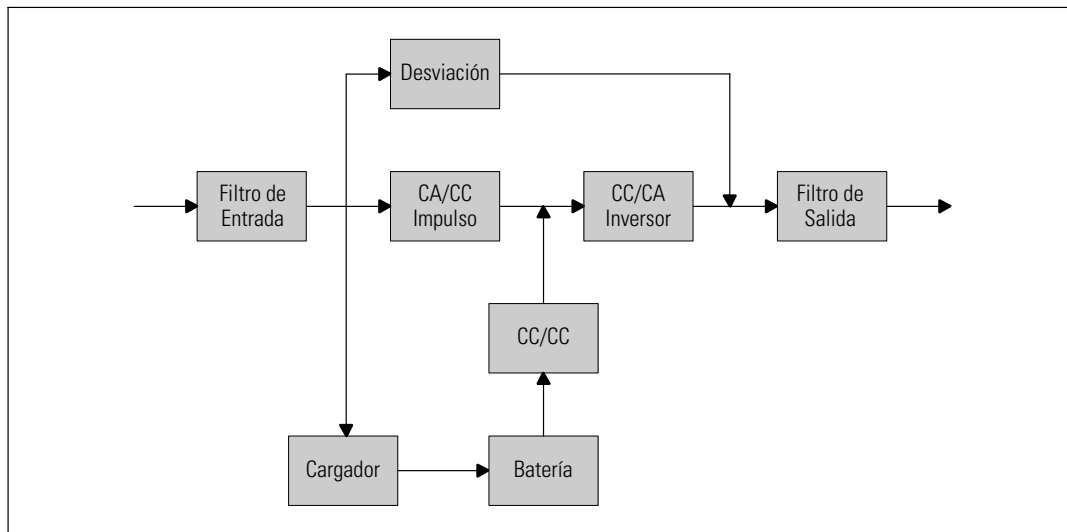 Desviación
Filtro de
Entrada
CA/CC
Impulso
CC/CA
Inversor
Filtro de
Salida
CC/CC
Cargador
Batería